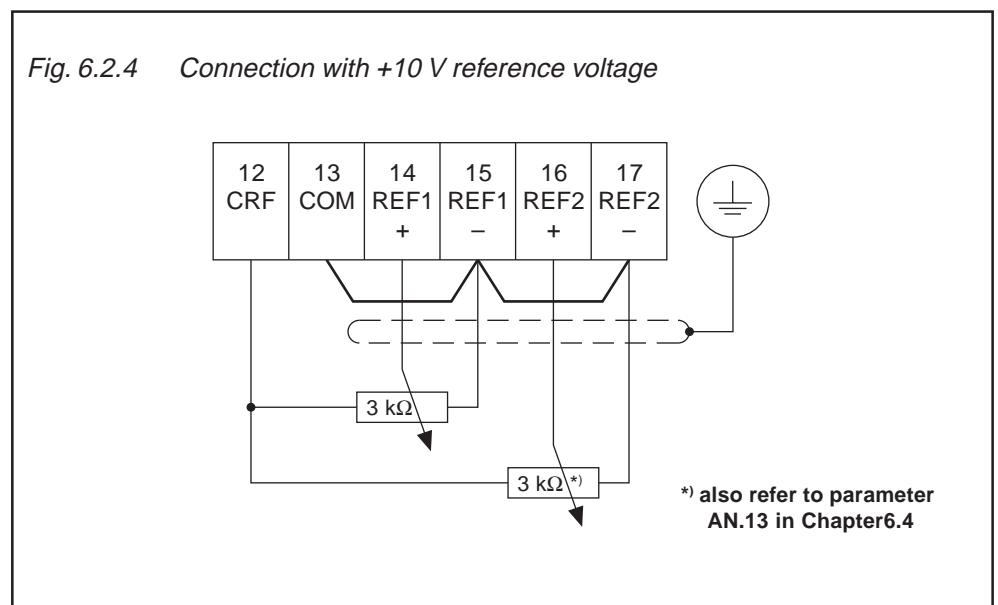 Fig. 6.2.4 Connection with +10 V reference voltage
12 13 14 15 16 17
CRF COM REF1 REF1 REF2 REF2
+ – + –
3 kΩ
3 kΩ *)
*) also refer to parameter
AN.13 in Chapter6.4